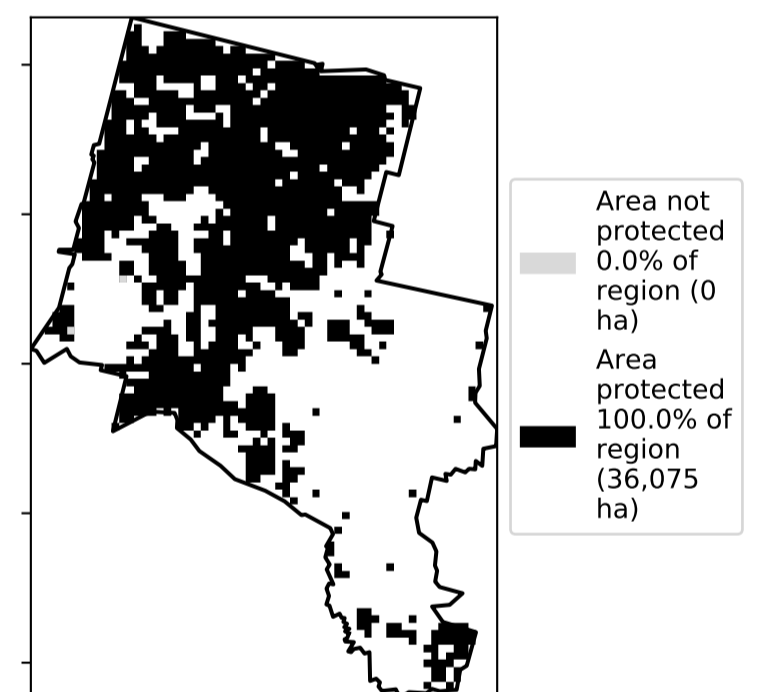 Area not
protected
0.0% of
region (0
ha)
Area
protected
100.0% of
region
(36,075
ha)